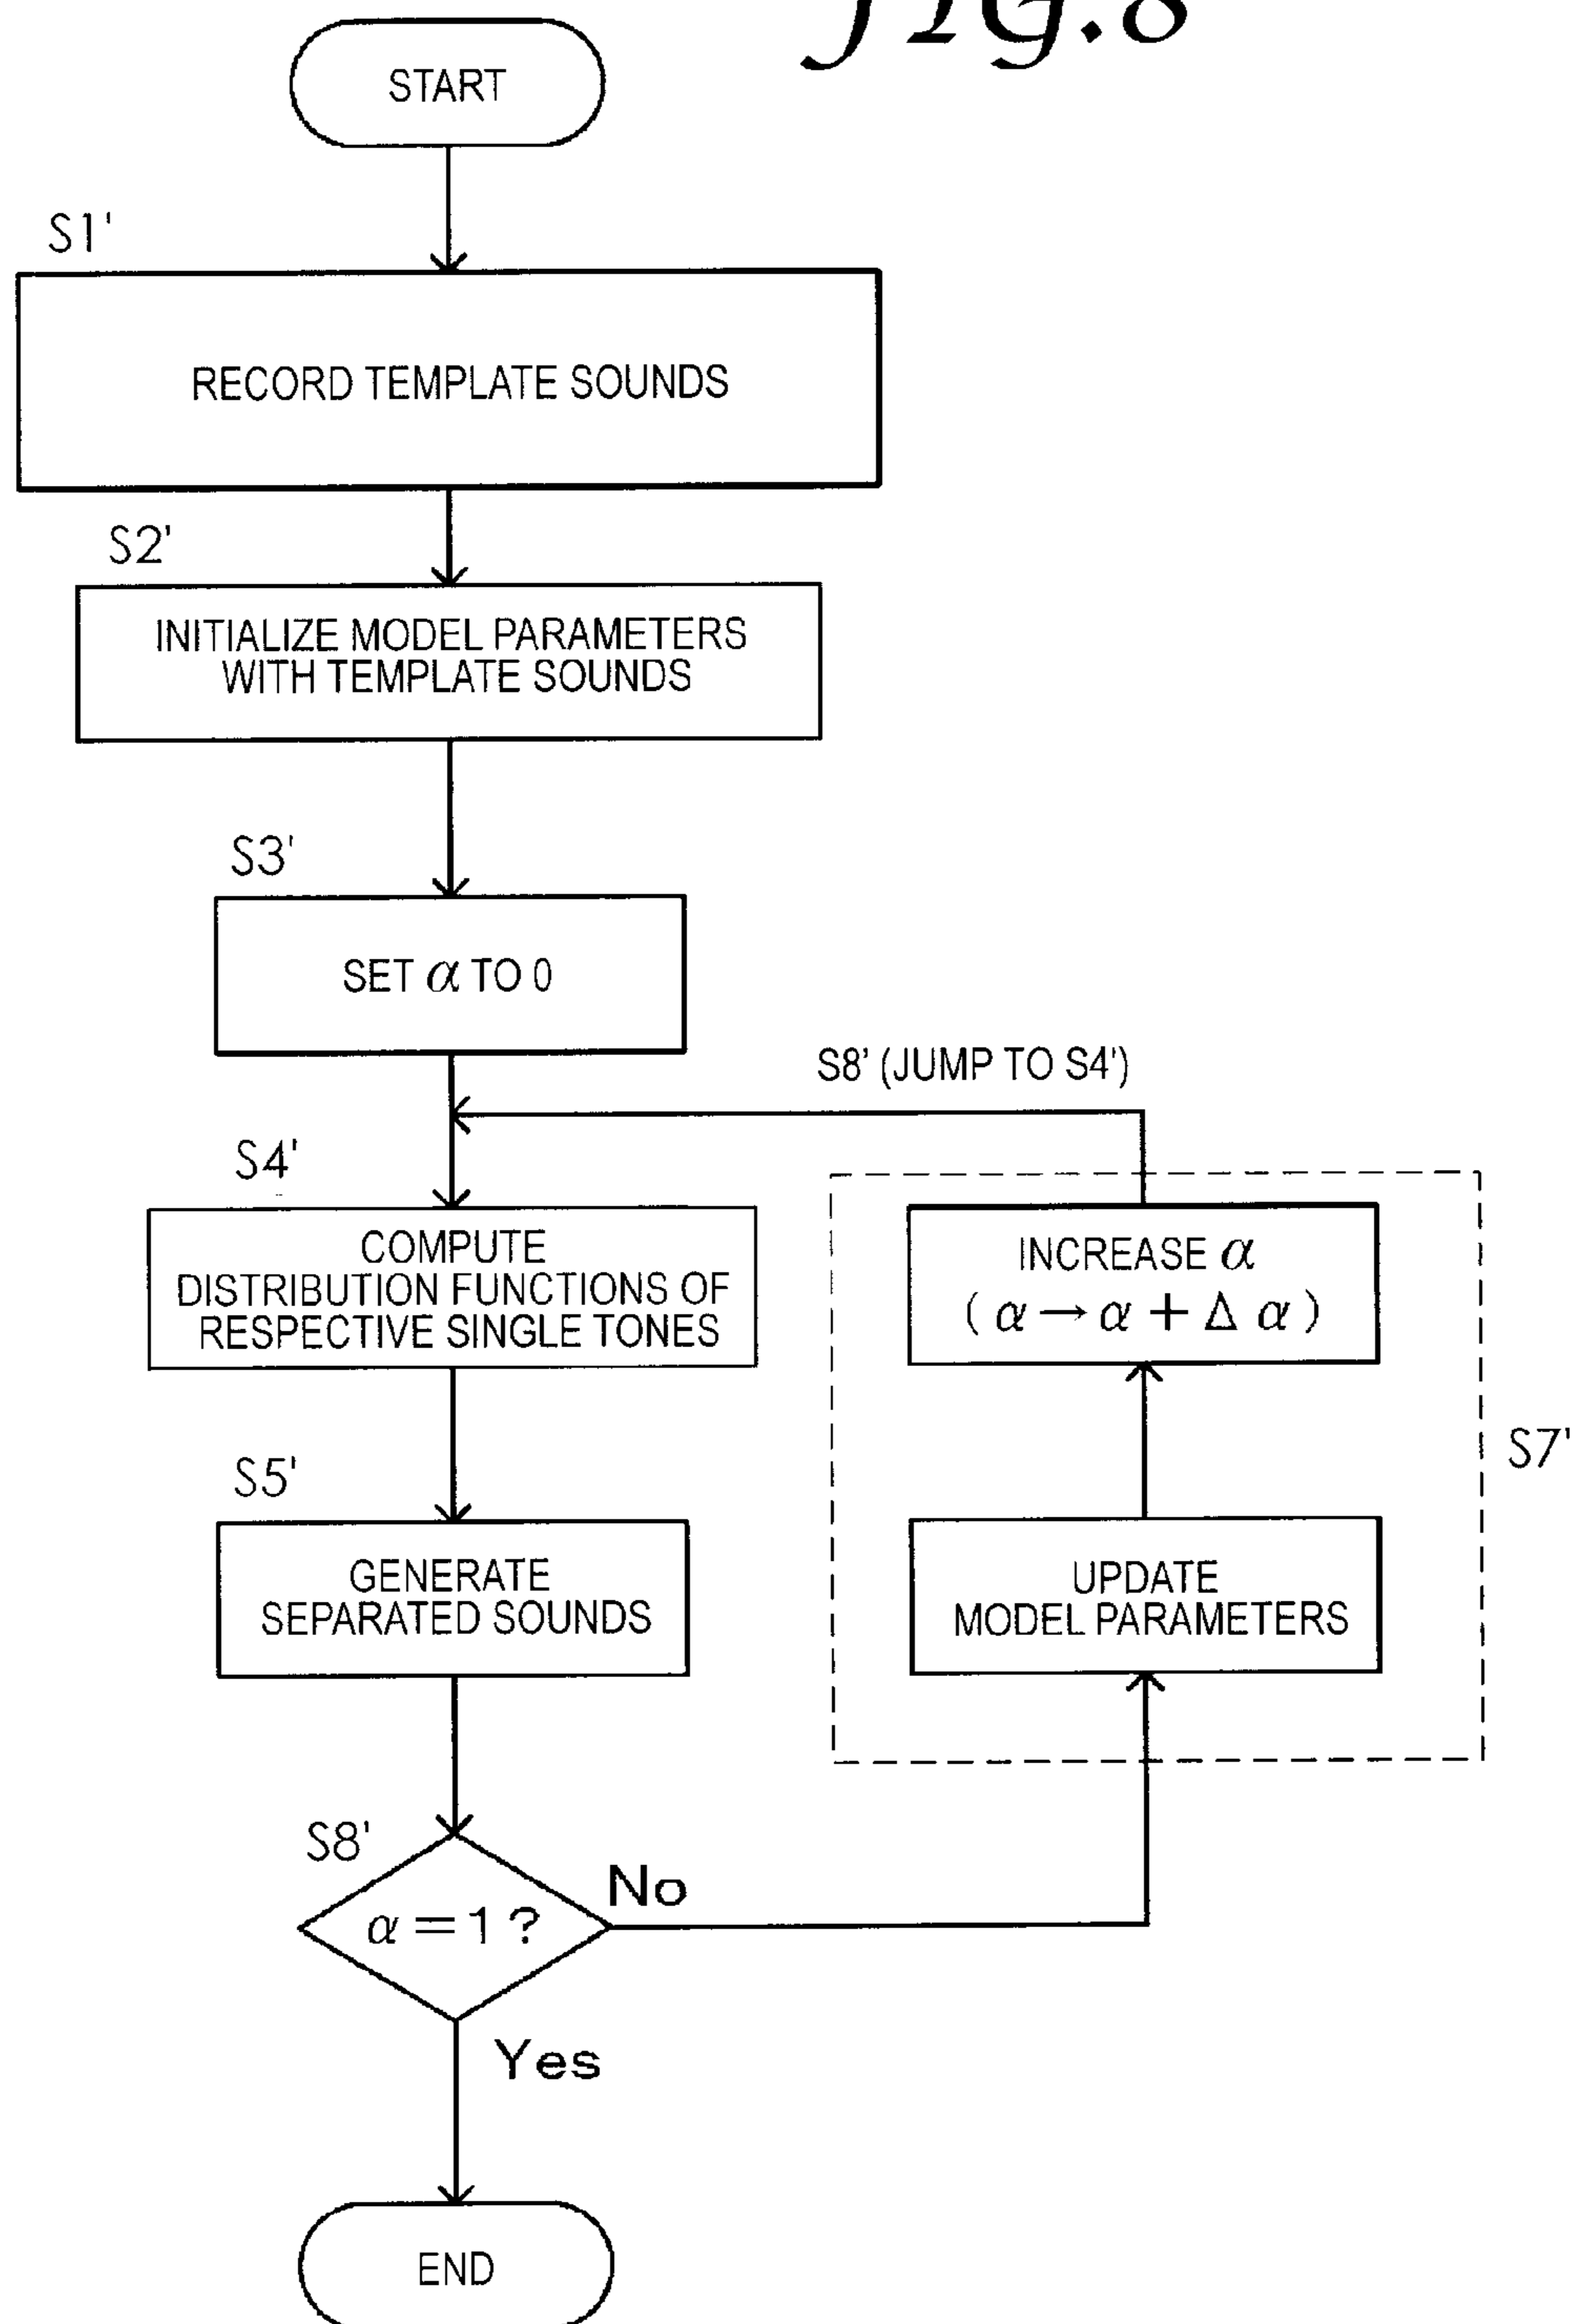 FIG.8
START
S1'
RECORD TEMPLATE SOUNDS
S2'
INITIALIZE MODEL PARAMETERS
WITH TEMPLATE SOUNDS
S3'
SET α TO 0
S8' (JUMP TO S4')
S4'
COMPUTE
DISTRIBUTION FUNCTIONS OF
RESPECTIVE SINGLE TONES
INCREASE α
( α → α + Δ α )
S7'
S5'
GENERATE
SEPARATED SOUNDS
UPDATE
MODEL PARAMETERS
S8'
α = 1 ?
No
Yes
END